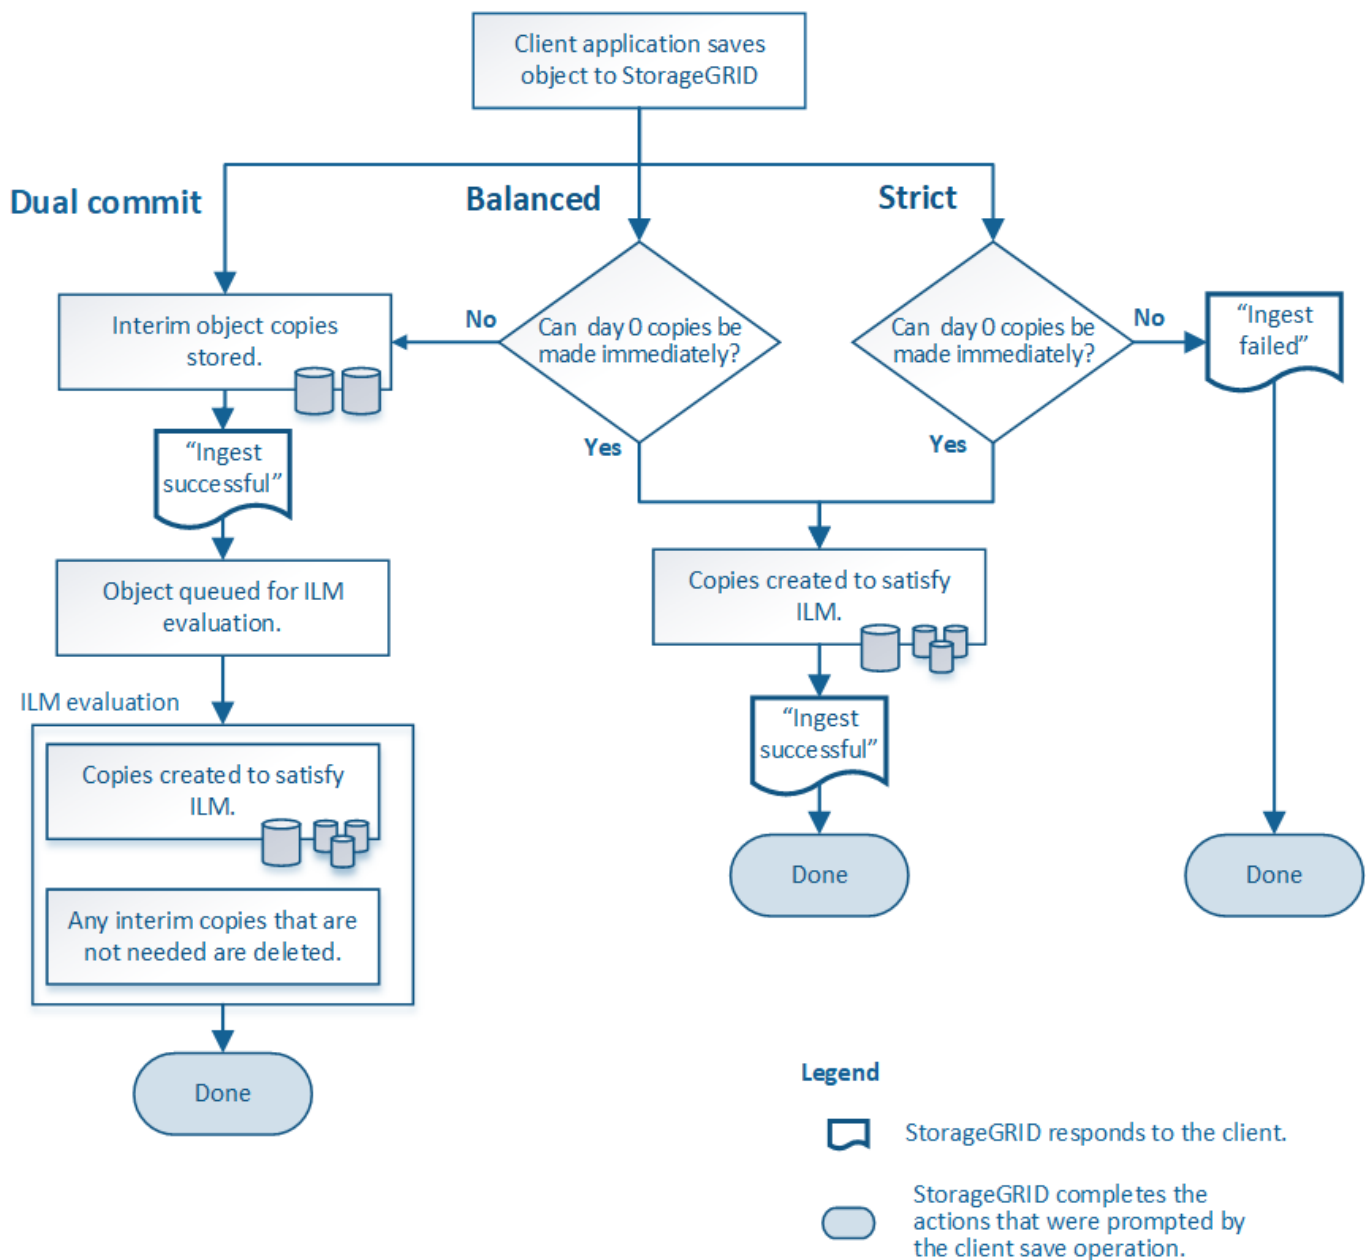 Client application saves
object to StorageGRID
Dual commit
Balanced
Strict
Interim object copies
stored.
No
Can day 0 copies be
made immediately?
Yes
Can day 0 copies be
made immediately?
No
Yes
“Ingest
failed”
“Ingest
successful”
Object queued for ILM
evaluation.
Copies created to satisfy
ILM.
“Ingest
successful”
ILM evaluation
Copies created to satisfy
ILM.
Any interim copies that are
not needed are deleted.
Done
Done
Done
Legend
StorageGRID responds to the client.
StorageGRID completes the
actions that were prompted by
the client save operation.